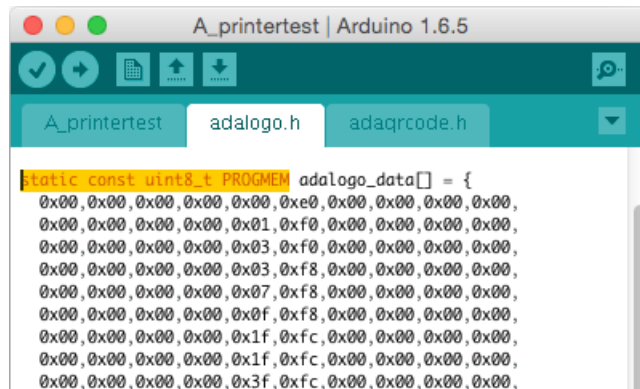 A_printertest | Arduino 1.6.5
A_printertest adalogo.h adaqrcode.h
static const uint8_t PROGMEM adalogo_data[] = {
0x00,0x00,0x00,0x00,0x00,0xe0,0x00,0x00,0x00,0x00,
0x00,0x00,0x00,0x00,0x01,0xf0,0x00,0x00,0x00,0x00,
0x00,0x00,0x00,0x00,0x03,0xf0,0x00,0x00,0x00,0x00,
0x00,0x00,0x00,0x00,0x03,0xf8,0x00,0x00,0x00,0x00,
0x00,0x00,0x00,0x00,0x07,0xf8,0x00,0x00,0x00,0x00,
0x00,0x00,0x00,0x00,0x0f,0xf8,0x00,0x00,0x00,0x00,
0x00,0x00,0x00,0x00,0x1f,0xfc,0x00,0x00,0x00,0x00,
0x00,0x00,0x00,0x00,0x1f,0xfc,0x00,0x00,0x00,0x00,
0x00,0x00,0x00,0x00,0x3f,0xfc,0x00,0x00,0x00,0x00,